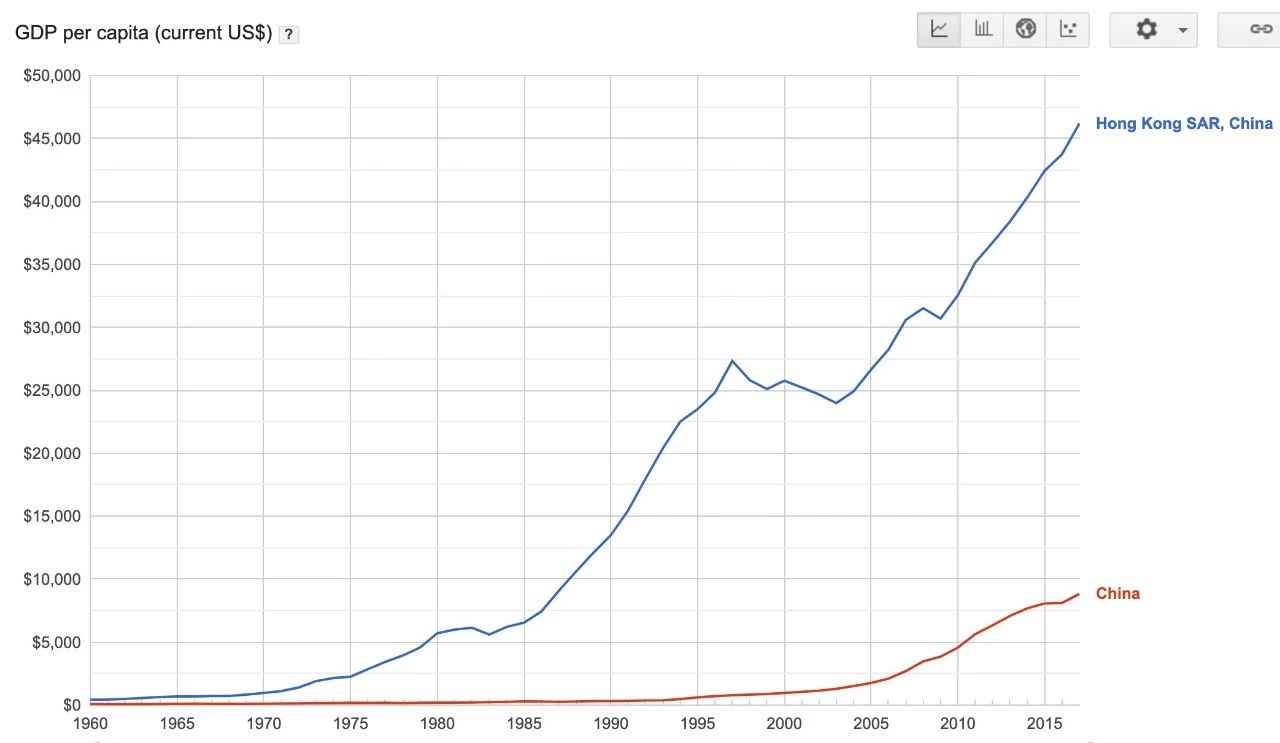 GDP per capita (current US$) ?
$50,000
$45,000
$40,000
$35,000
$30,000
$25,000
$20,000
$15,000
$10,000
$5,000
$0
Hong Kong SAR, China
China
1960 1965 1970 1975 1980 1985 1990 1995 2000 2005 2010 2015